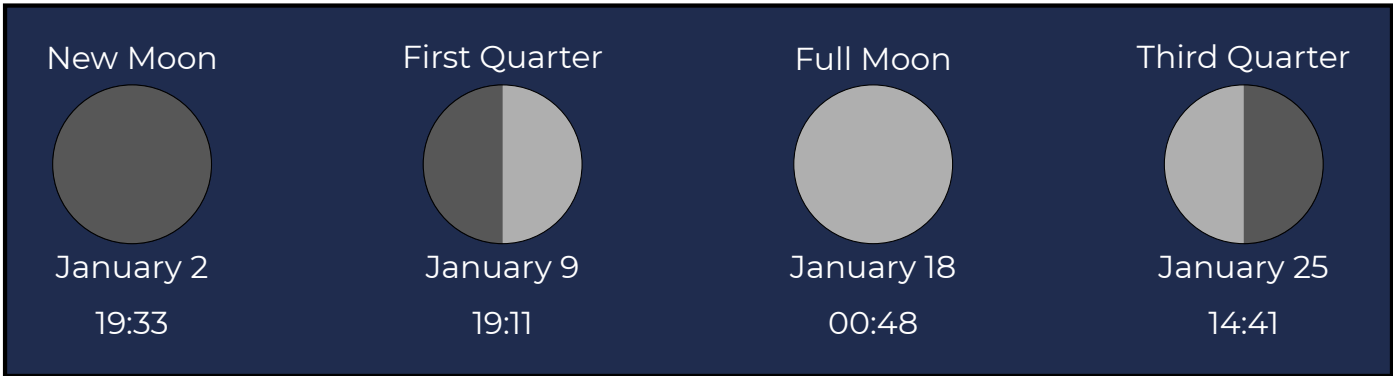 New Moon
First Quarter
Full Moon
Third Quarter
January 2
January 9
January 18
January 25
19:33
19:11
00:48
14:41